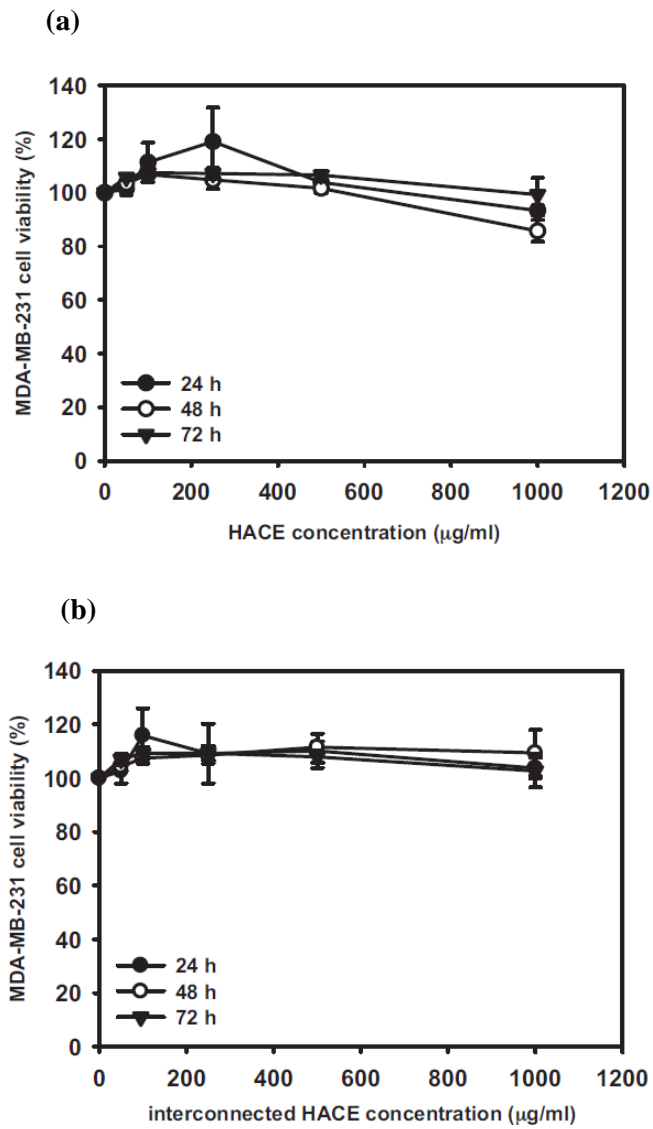 (a)
140
120
100
80
60
40
20
0
MDA-MB-231 cell viability (%)
24 h
48 h
72 h
0 200 400 600 800 1000 1200
HACE concentration (μg/ml)
(b)
140
120
100
80
60
40
20
0
MDA-MB-231 cell viability (%)
24 h
48 h
72 h
0 200 400 600 800 1000 1200
interconnected HACE concentration (μg/ml)